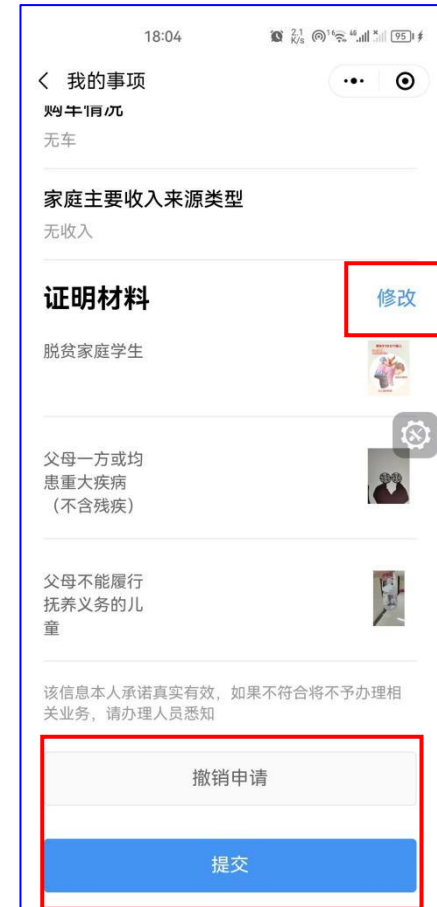 18:04
2.1 K/s 95
我的事项
购车情况
无车
家庭主要收入来源类型
无收入
证明材料
修改
脱贫家庭学生
父母一方或均
患重大疾病
（不含残疾）
父母不能履行
抚养义务的儿
童
该信息本人承诺真实有效，如果不符合将不予办理相
关业务，请办理人员悉知
撤销申请
提交